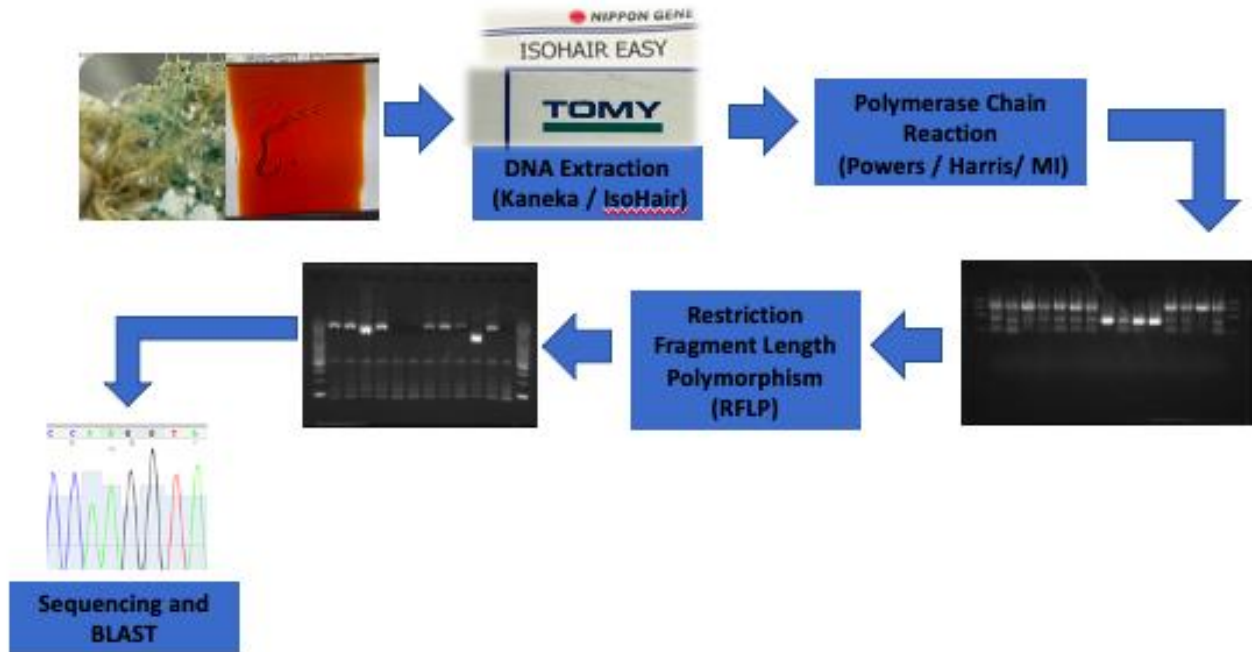 NIPPON GENE
ISOHAIR EASY
TOMY
DNA Extraction
(Kaneka / IsoHair)
Polymerase Chain
Reaction
(Powers / Harris/ MI)
Restriction
Fragment Length
Polymorphism
(RFLP)
Sequencing and
BLAST